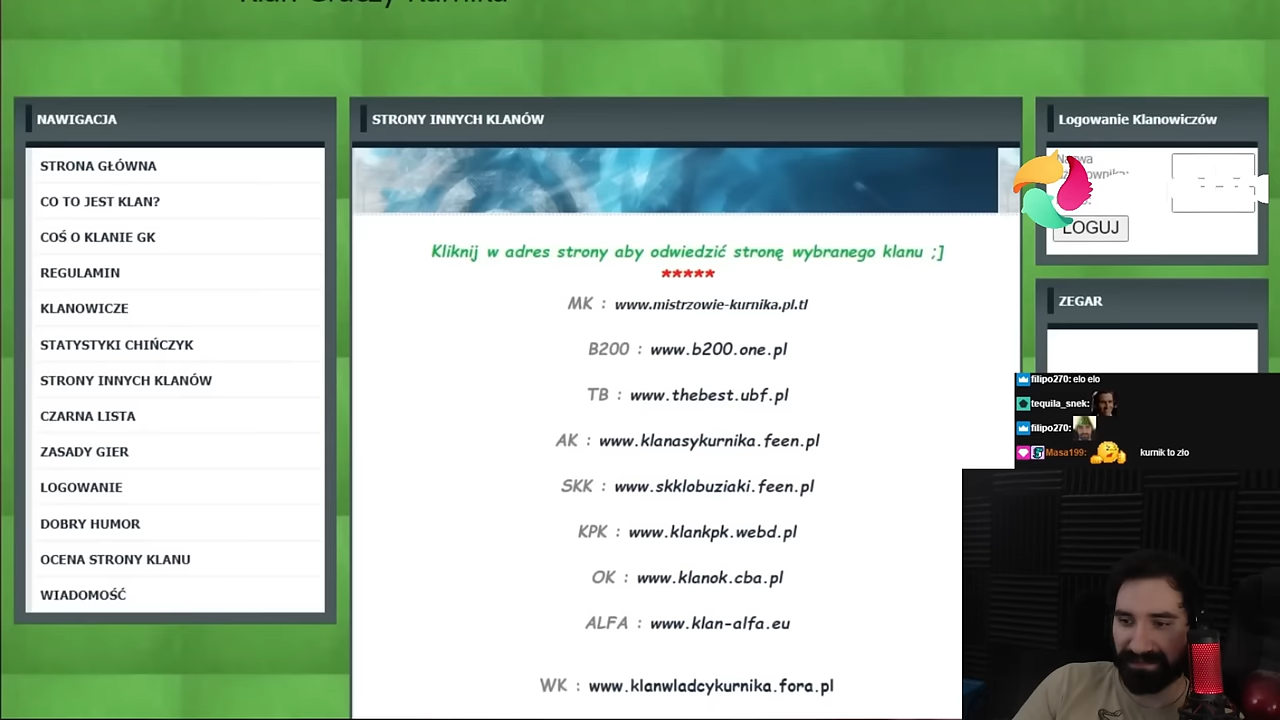 Klan Graczy Kurnika
NAWIGACJA
STRONA GŁÓWNA
CO TO JEST KLAN?
COŚ O KLANIE GK
REGULAMIN
KLANOWICZE
STATYSTYKI CHIŃCZYK
STRONY INNYCH KLANÓW
CZARNA LISTA
ZASADY GIER
LOGOWANIE
DOBRY HUMOR
OCENA STRONY KLANU
WIADOMOŚĆ
STRONY INNYCH KLANÓW
Kliknij w adres strony aby odwiedzić stronę wybranego klanu ;]
*****
MK : www.mistrzowie-kurnika.pl.tl
B200 : www.b200.one.pl
TB : www.thebest.ubf.pl
AK : www.klanasykurnika.feen.pl
SKK : www.skklobuziaki.feen.pl
KPK : www.klankpk.webd.pl
OK : www.klanok.cba.pl
ALFA : www.klan-alfa.eu
WK : www.klanwladcykurnika.fora.pl
Logowanie Klanowiczów
LOGUJ
ZEGAR
filipo270: elo elo
tequila_snek:
filipo270:
Masa199: kurnik to zło